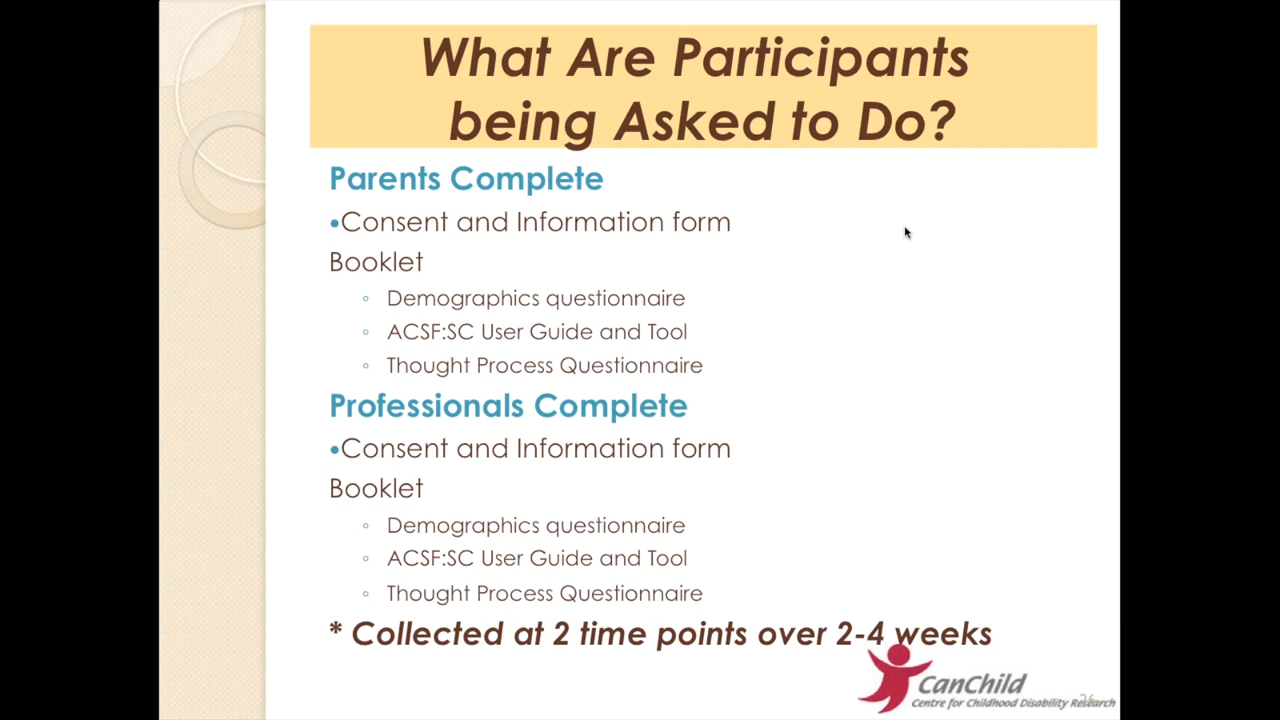 What Are Participants
being Asked to Do?
Parents Complete
•Consent and Information form
Booklet
◦ Demographics questionnaire
◦ ACSF:SC User Guide and Tool
◦ Thought Process Questionnaire
Professionals Complete
•Consent and Information form
Booklet
◦ Demographics questionnaire
◦ ACSF:SC User Guide and Tool
◦ Thought Process Questionnaire
* Collected at 2 time points over 2-4 weeks
CanChild
Centre for Childhood Disability Research